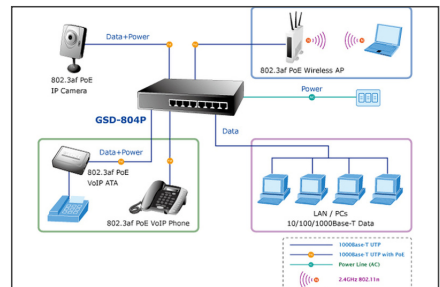 Data+Power
802.3af PoE
IP Camera
802.3af PoE Wireless AP
Power
GSD-804P
Data
Data+Power
802.3af PoE
VoIP ATA
802.3af PoE VoIP Phone
LAN / PCs
10/100/1000Base-T Data
1000Base-T UTP
1000Base-T UTP with PoE
Power Line (AC)
2.4GHz 802.11n